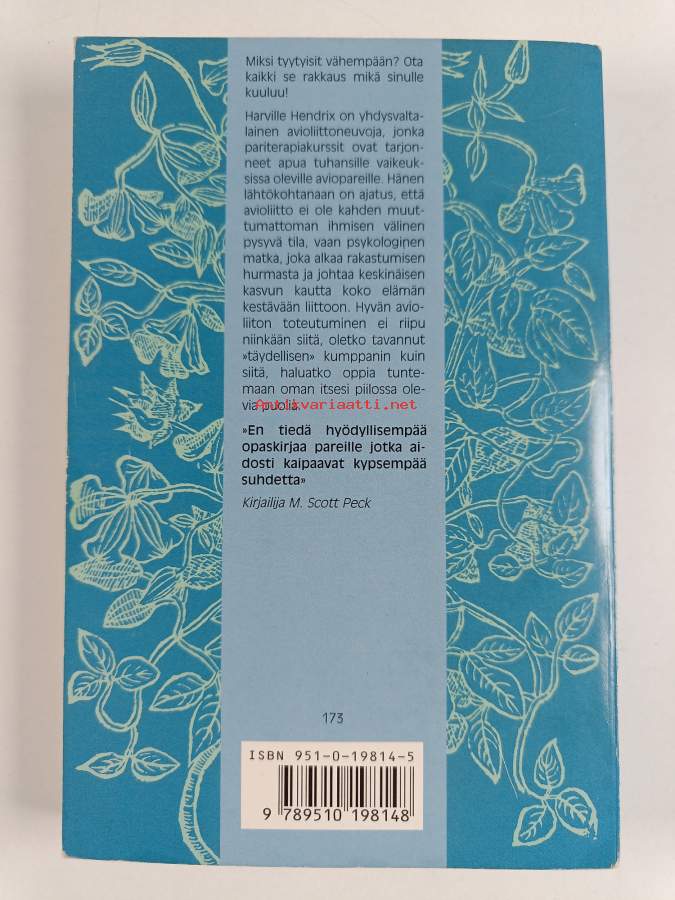 Miksi tyytyisit vähempään? Ota
kaikki se rakkaus mikä sinulle
kuuluu!
Harville Hendrix on yhdysvalta-
lainen avioliittoneuvoja, jonka
pariterapiakurssit ovat tarjon-
neet apua tuhansille vaikeuk-
sissa oleville aviopareille. Hänen
lähtökohtanaan on ajatus, että
avioliitto ei ole kahden muut-
tumattoman ihmisen välinen
pysyvä tila, vaan psykologinen
matka, joka alkaa rakastumisen
hurmasta ja johtaa keskinäisen
kasvun kautta koko elämän
kestävään liittoon. Hyvän avio-
liiton toteutuminen ei riipu
niinkään siitä, oletko tavannut
»täydellisen» kumppanin kuin
siitä, haluatko oppia tunte-
maan oman itsesi piilossa ole-
via puolia.
Antikvariaatti.net
»En tiedä hyödyllisempää
opaskirjaa pareille jotka ai-
dosti kaipaavat kypsempää
suhdetta»
Kirjailija M. Scott Peck
173
ISBN 951-0-19814-5
9 789510 198148